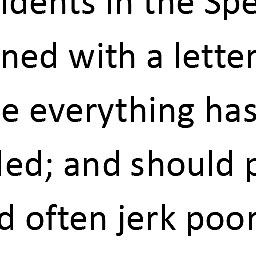 idents in the Spe
ned with a letter
e everything has
led; and should p
d often jerk poor